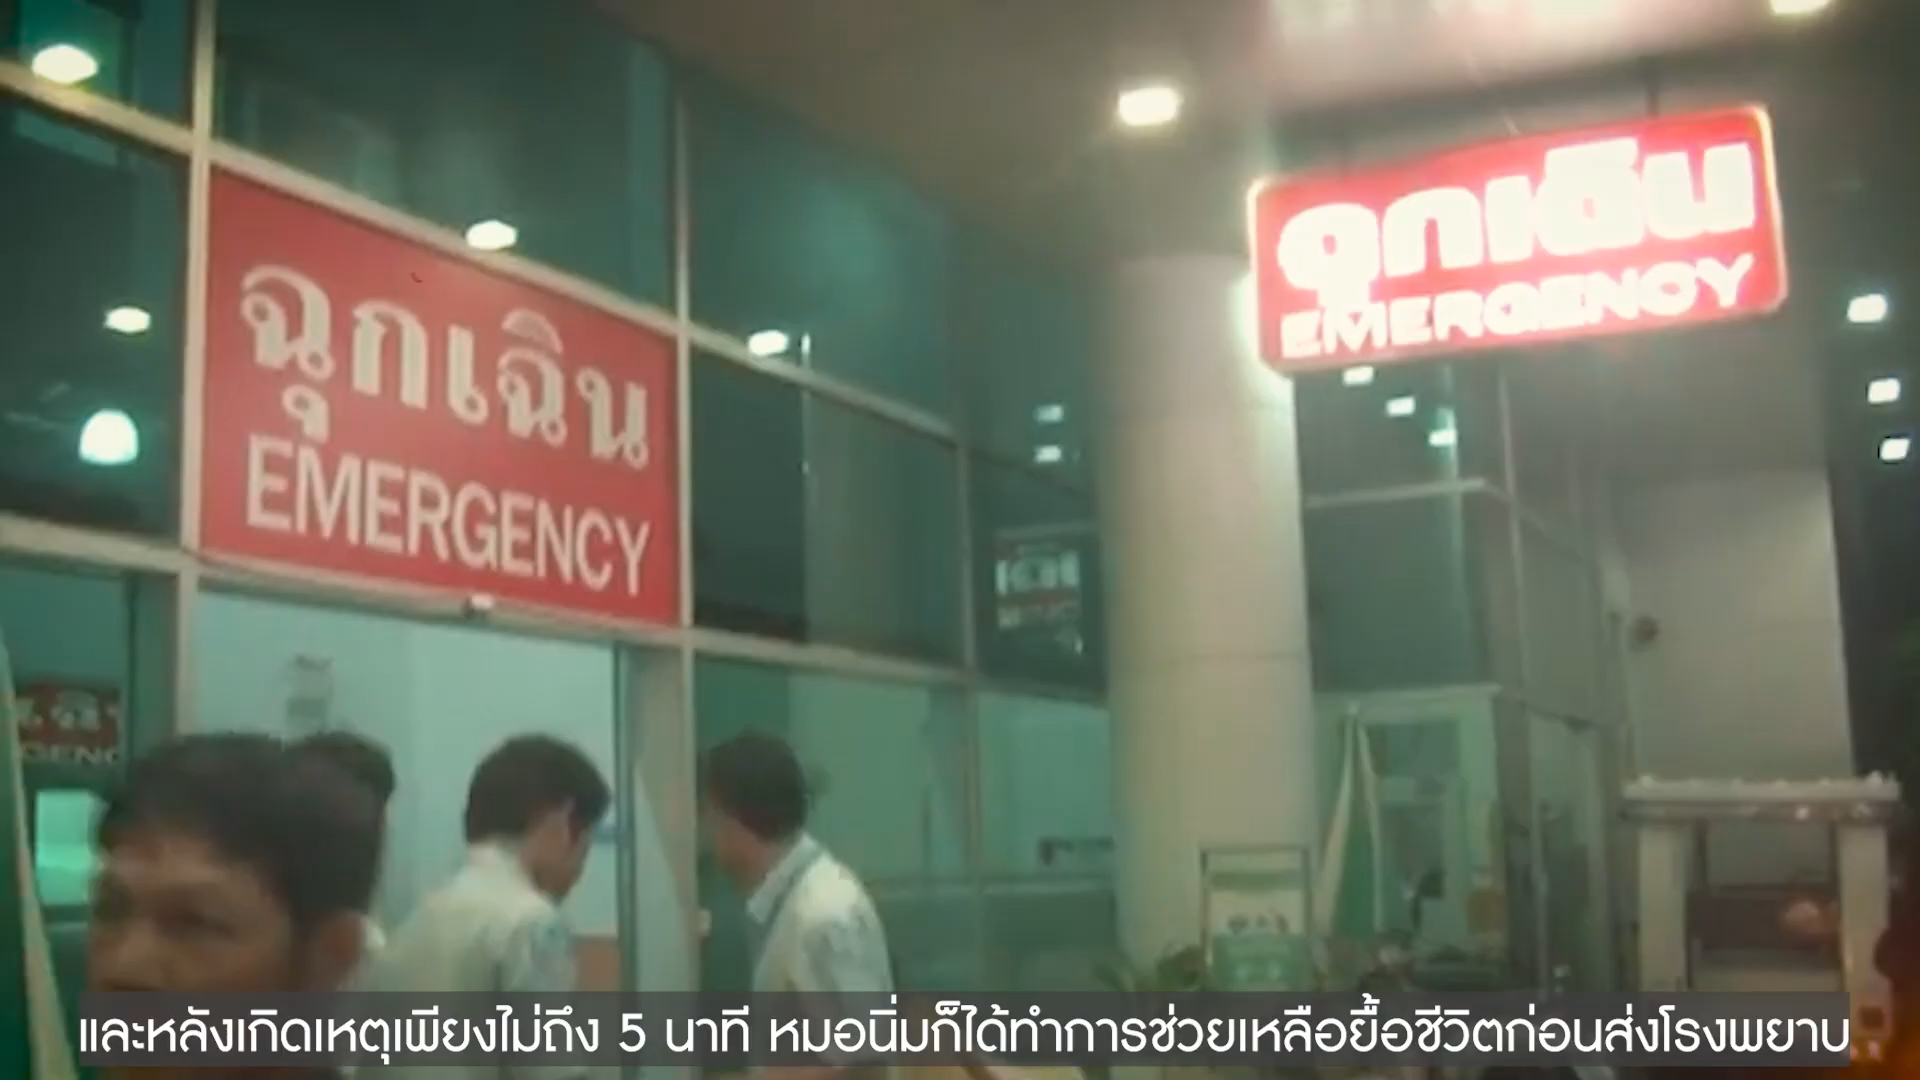 ฉุกเฉิน
EMERGENCY
ฉุกเฉิน
EMERGENCY
และหลังเกิดเหตุเพียงไม่ถึง 5 นาที หมอนิ่มก็ได้ทำการช่วยเหลือยื้อชีวิตก่อนส่งโรงพยาบ